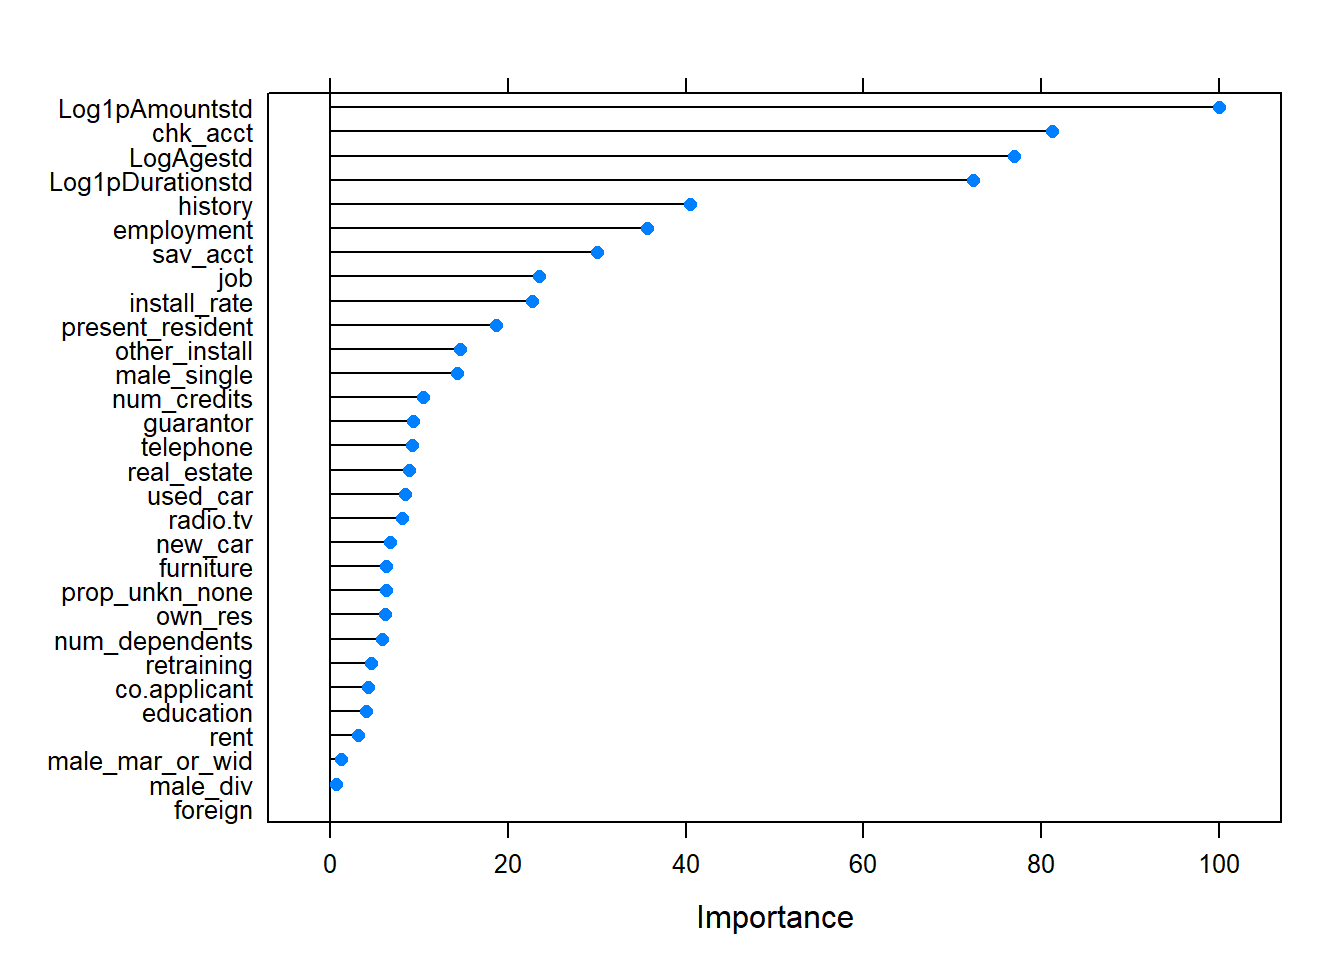 Log1pAmountstd
chk_acct
LogAgestd
Log1pDurationstd
history
employment
sav_acct
job
install_rate
present_resident
other_install
male_single
num_credits
guarantor
telephone
real_estate
used_car
radio.tv
new_car
furniture
prop_unkn_none
own_res
num_dependents
retraining
co.applicant
education
rent
male_mar_or_wid
male_div
foreign
0 20 40 60 80 100
Importance